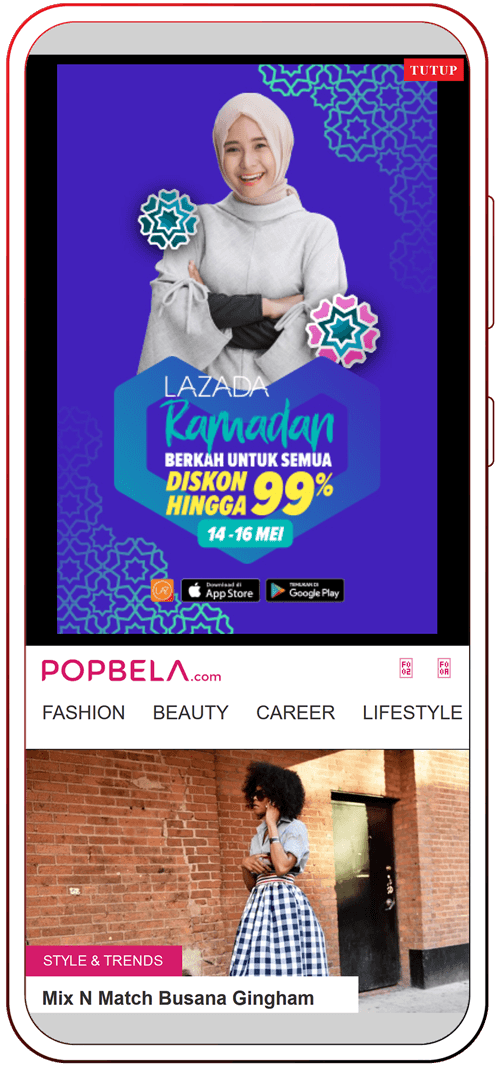 TUTUP
LAZADA
Ramadan
BERKAH UNTUK SEMUA
DISKON
HINGGA 99%
14-16 MEI
Download di
App Store
TEMUKAN DI
Google Play
POPBELA.com
FASHION BEAUTY CAREER LIFESTYLE
STYLE & TRENDS
Mix N Match Busana Gingham